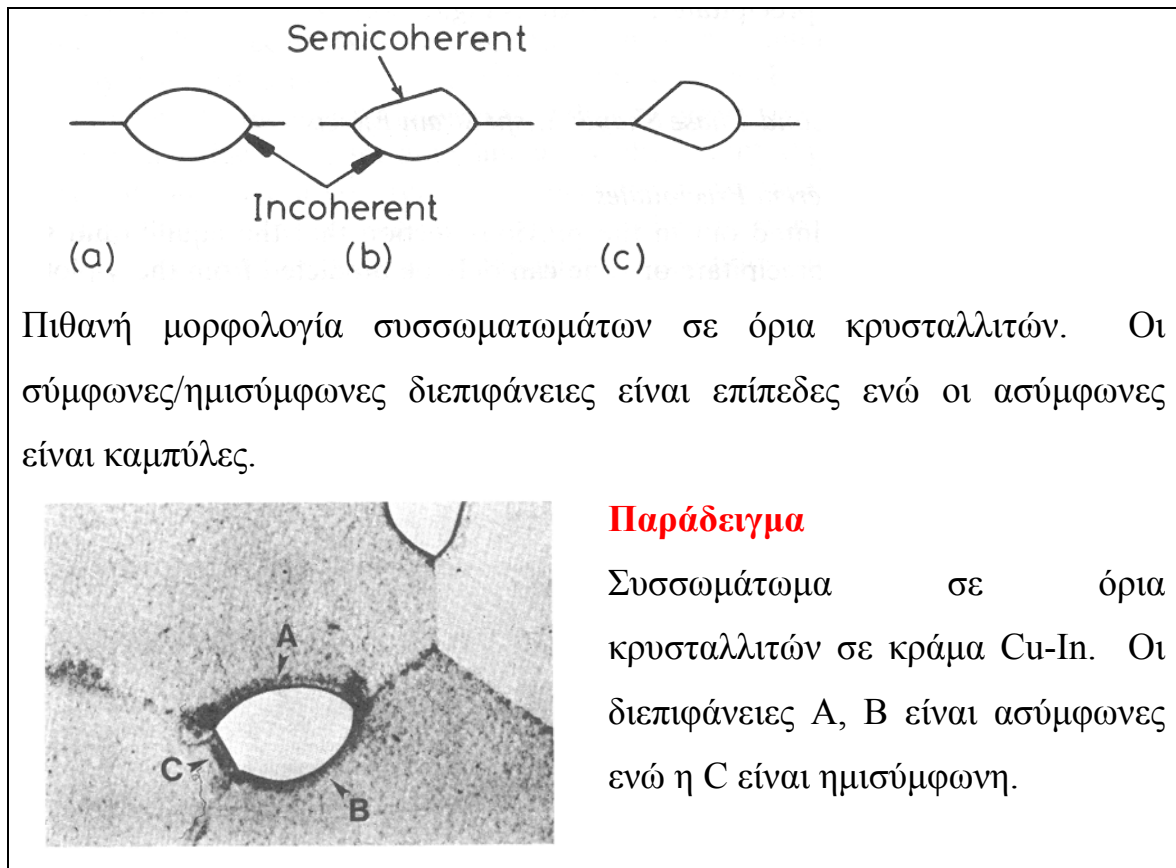 Semicoherent
Incoherent
(a) (b) (c)
Πιθανή μορφολογία συσσωματωμάτων σε όρια κρυσταλλιτών. Οι
σύμφωνες/ημισύμφωνες διεπιφάνειες είναι επίπεδες ενώ οι ασύμφωνες
είναι καμπύλες.
Παράδειγμα
Συσσωμάτωμα σε όρια
κρυσταλλιτών σε κράμα Cu-In. Οι
διεπιφάνειες A, B είναι ασύμφωνες
ενώ η C είναι ημισύμφωνη.
A
C
B